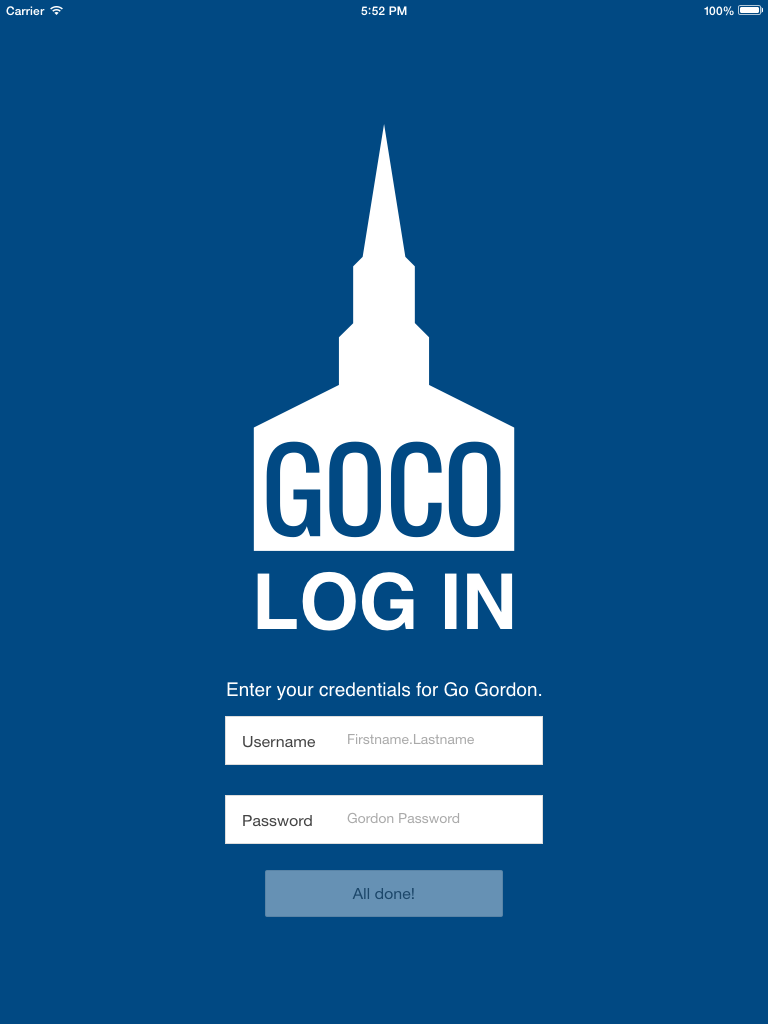 Carrier 5:52 PM 100%
GOCO
LOG IN
Enter your credentials for Go Gordon.
Username Firstname.Lastname
Password Gordon Password
All done!